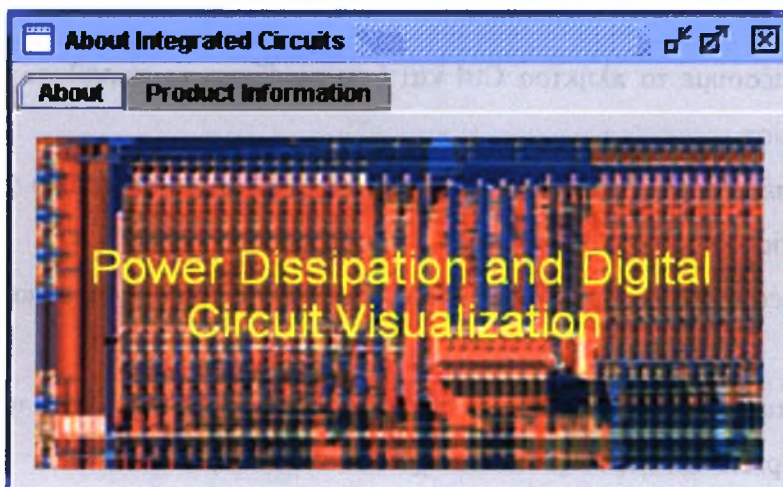 About Integrated Circuits
About Product Information
Power Dissipation and Digital
Circuit Visualization